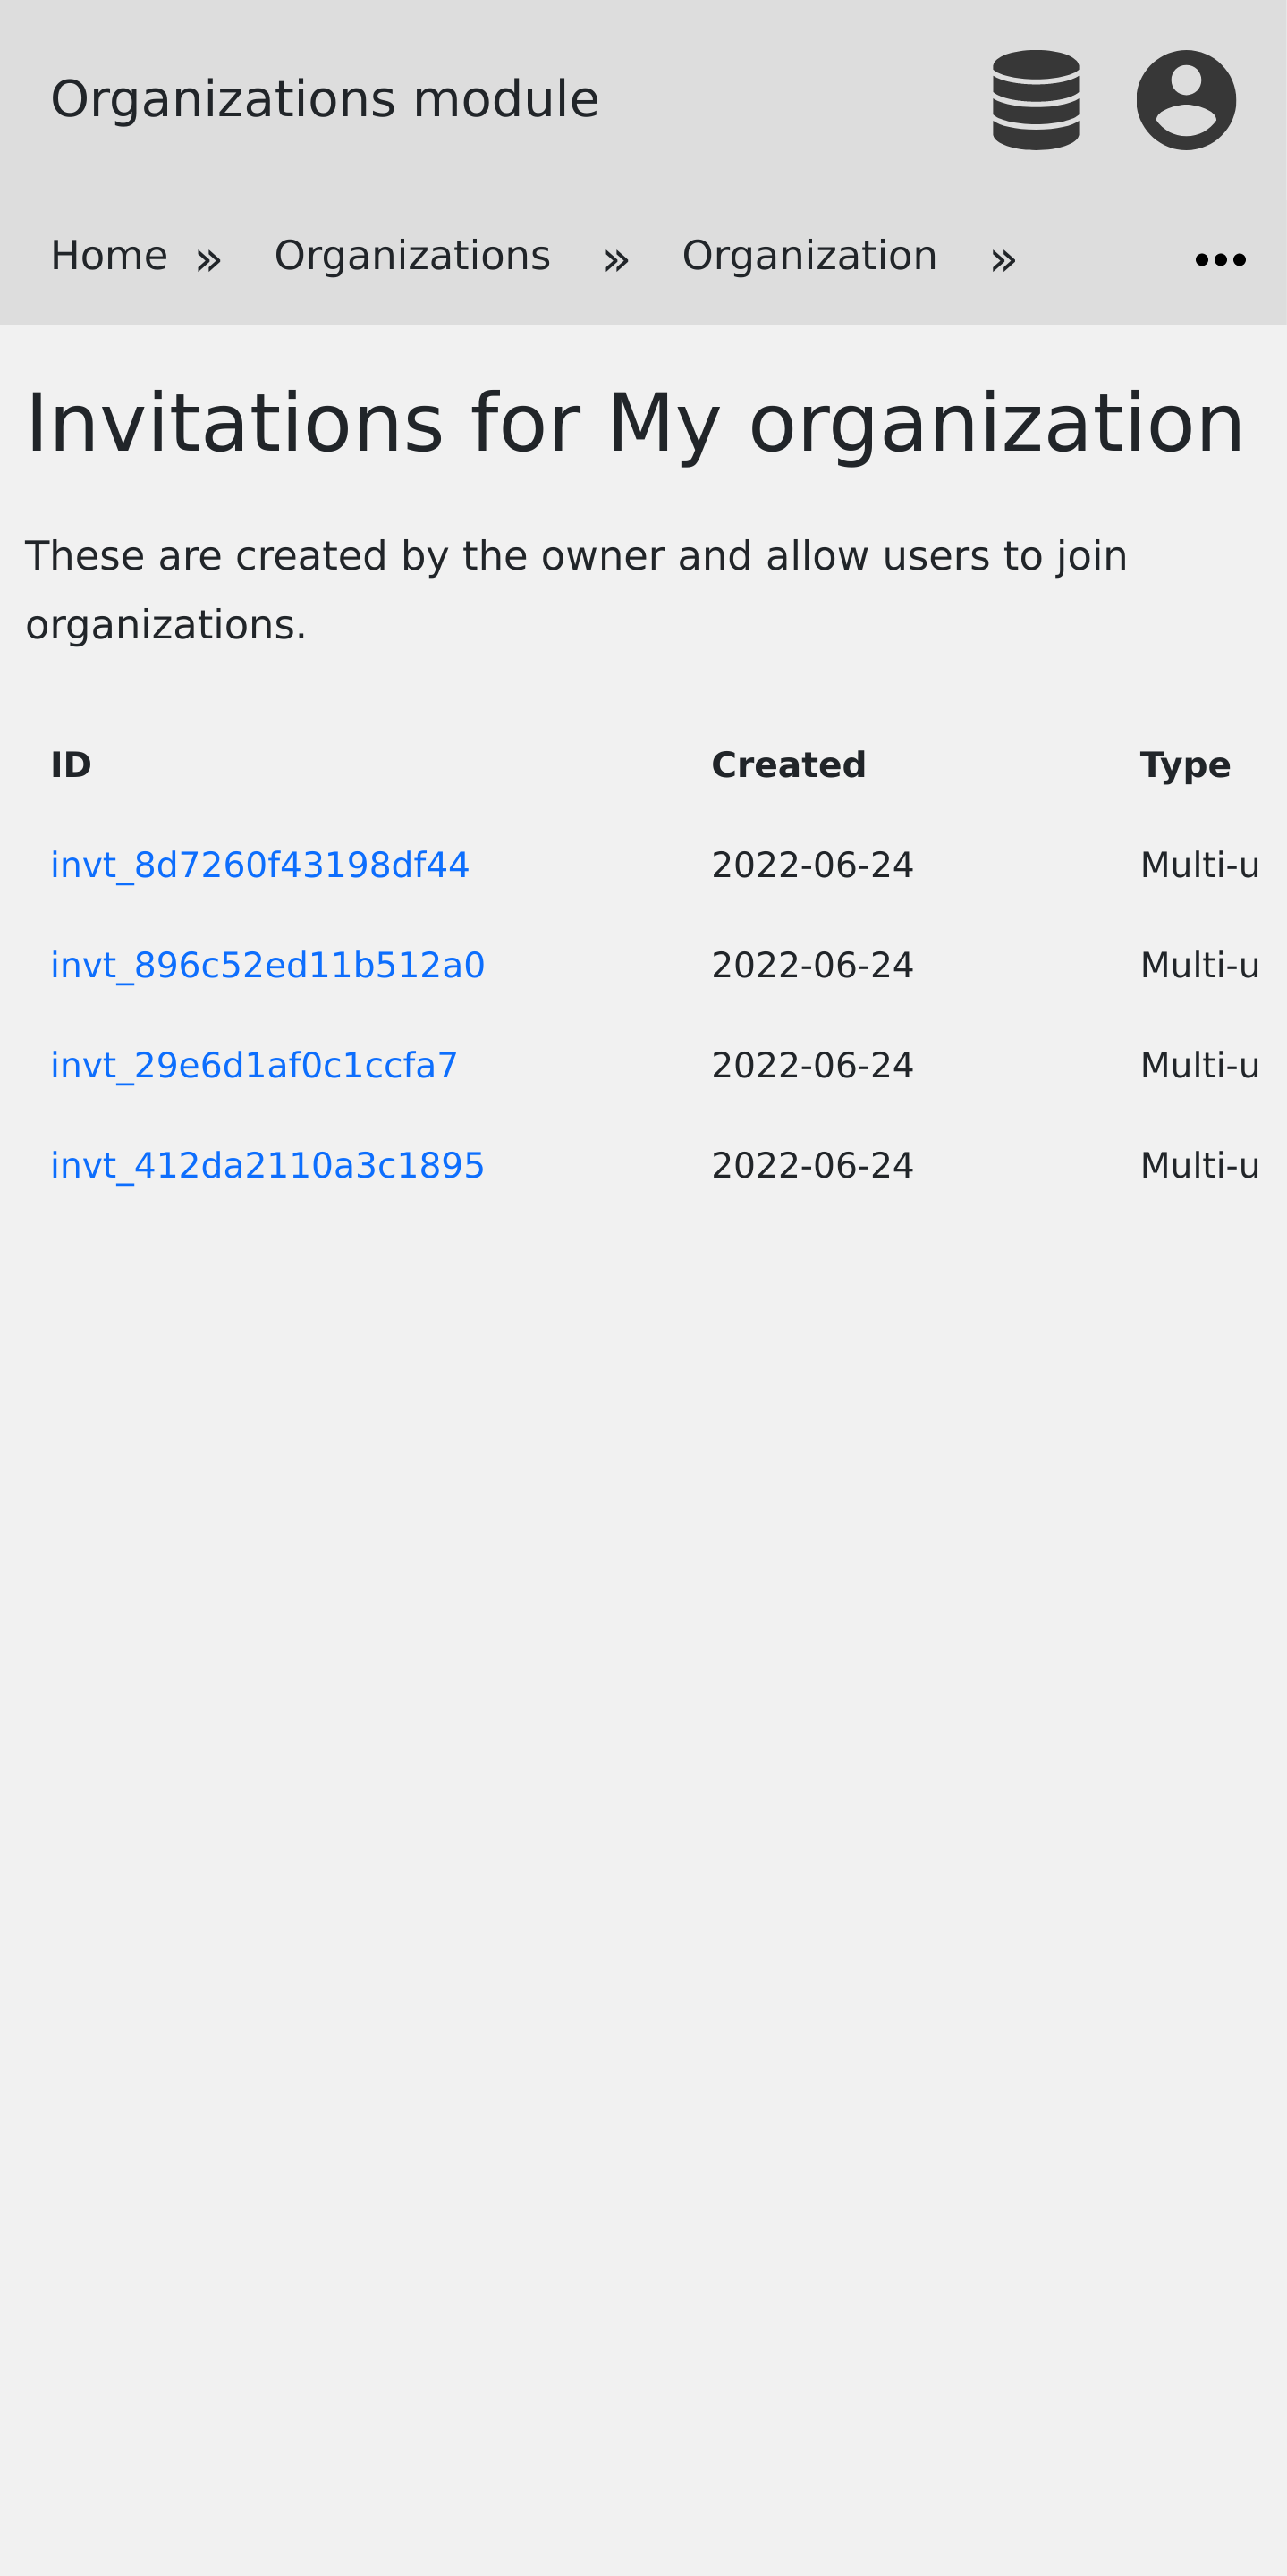 Organizations module
Home » Organizations » Organization »
Invitations for My organization
These are created by the owner and allow users to join
organizations.
ID Created Type
invt_8d7260f43198df44 2022-06-24 Multi-u
invt_896c52ed11b512a0 2022-06-24 Multi-u
invt_29e6d1af0c1ccfa7 2022-06-24 Multi-u
invt_412da2110a3c1895 2022-06-24 Multi-u